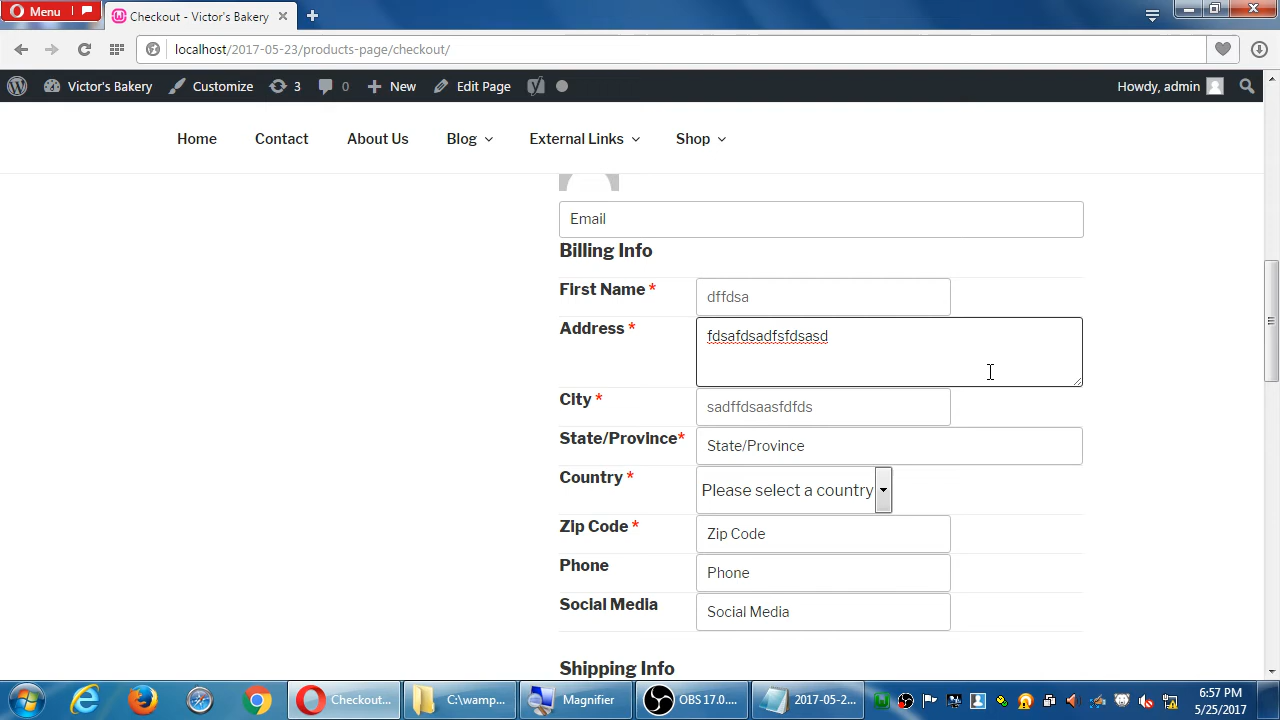 Menu
Checkout - Victor's Bakery
localhost/2017-05-23/products-page/checkout/
Victor's Bakery Customize 3 0 New Edit Page Howdy, admin
Home Contact About Us Blog External Links Shop
Email
Billing Info
First Name * dffdsa
Address * fdsafdsadfsfdsasd
City * sadffdsaasfdfds
State/Province* State/Province
Country * Please select a country
Zip Code * Zip Code
Phone Phone
Social Media Social Media
Shipping Info
Checkout... C:\wamp... Magnifier OBS 17.0.... 2017-05-2... 6:57 PM
5/25/2017